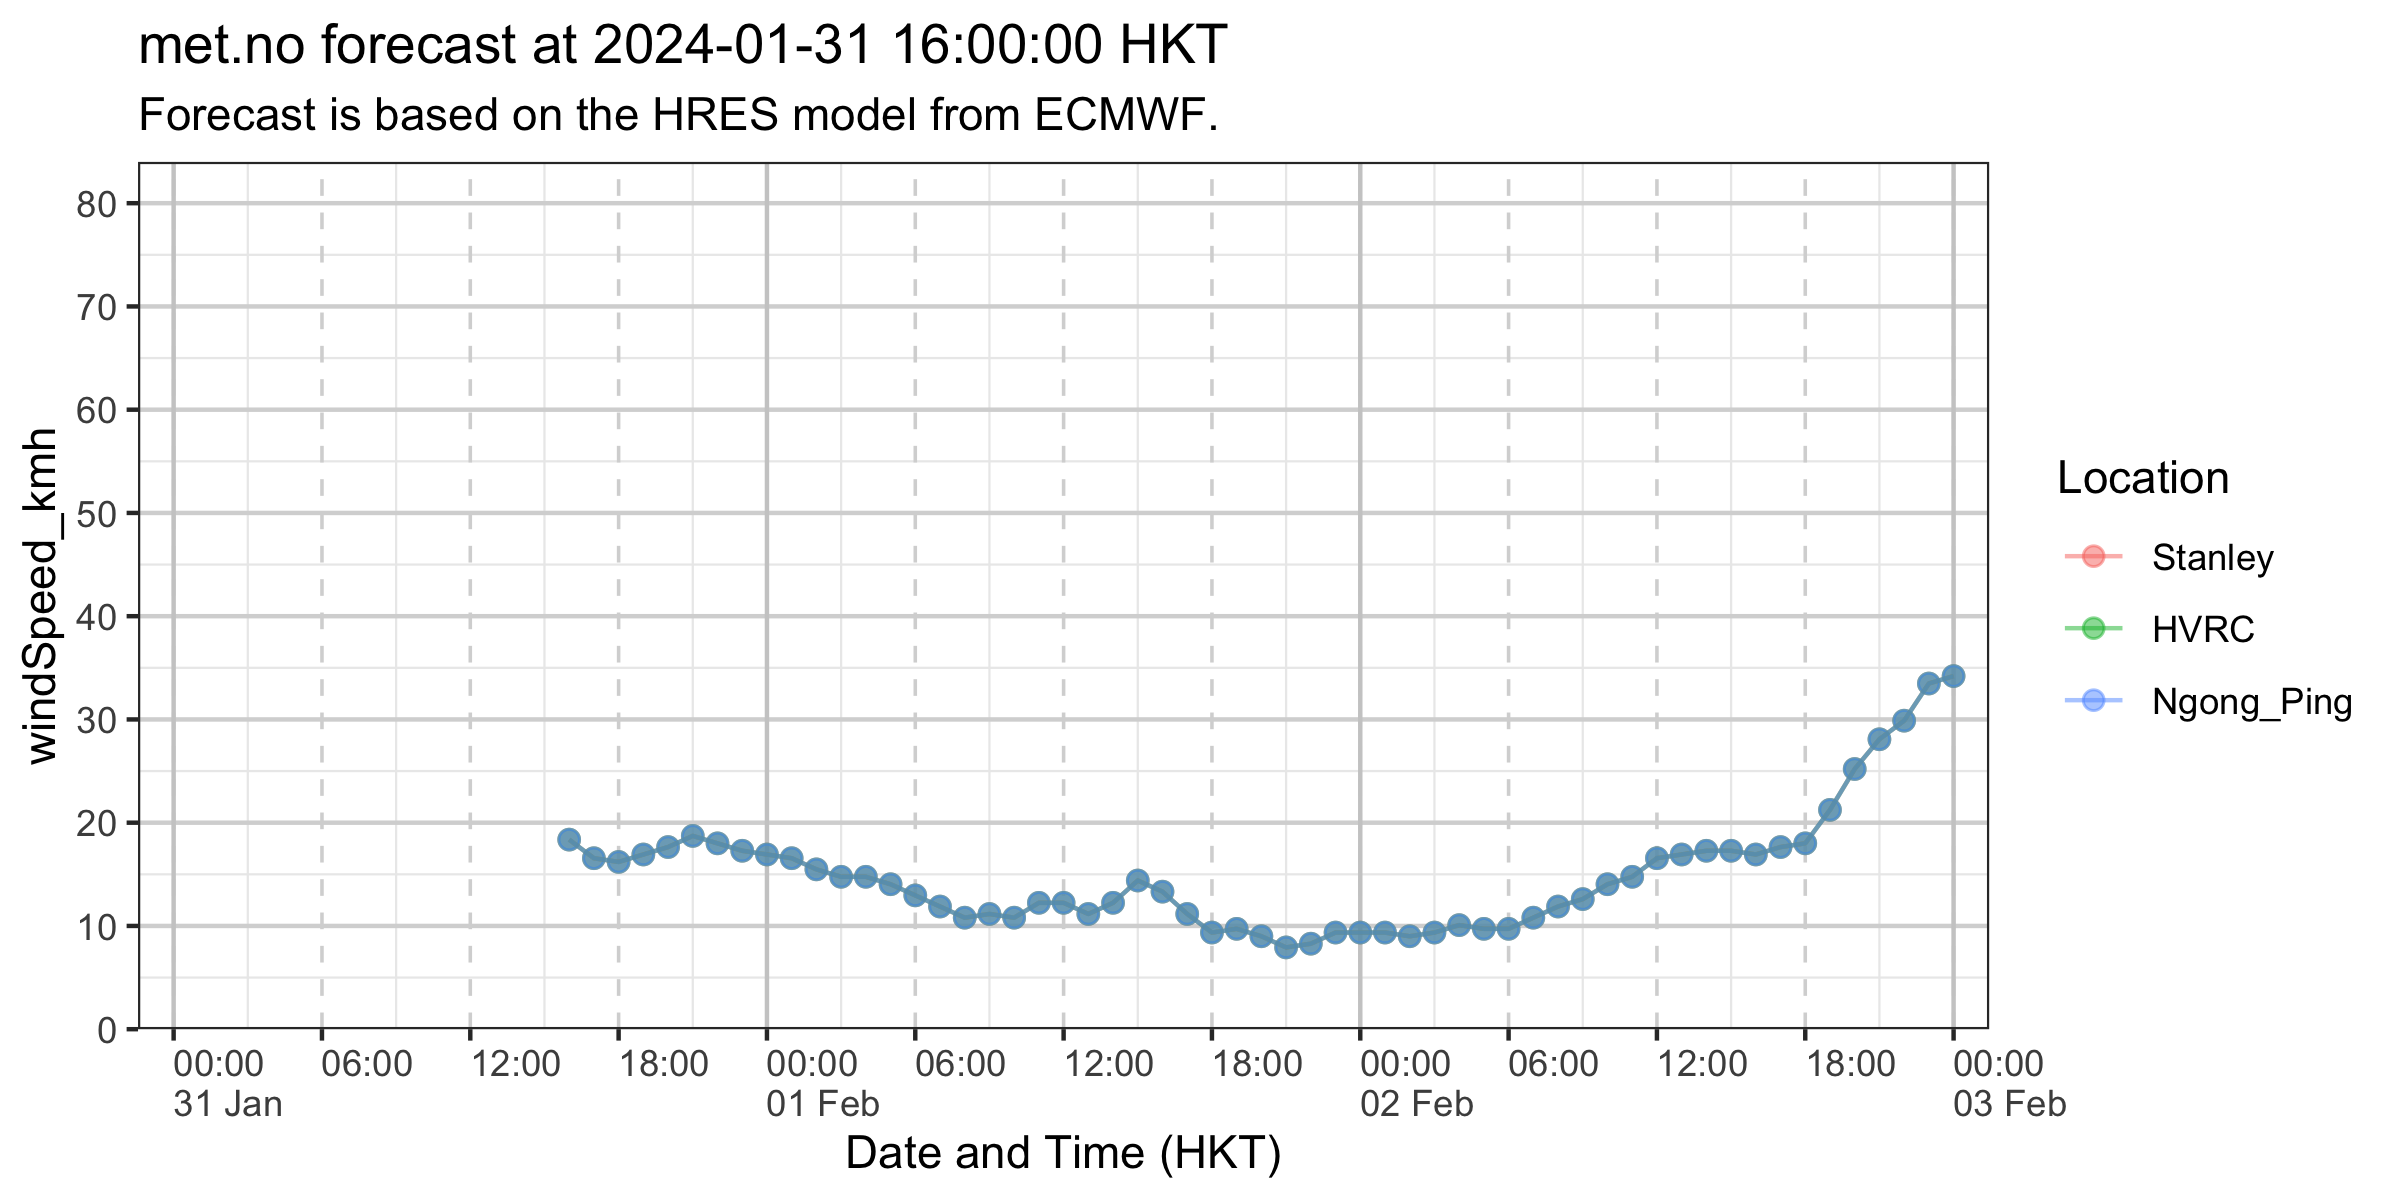 met.no forecast at 2024-01-31 16:00:00 HKT
Forecast is based on the HRES model from ECMWF.
windSpeed_kmh
80
70
60
50
40
30
20
10
0
00:00 06:00 12:00 18:00 00:00 06:00 12:00 18:00 00:00 06:00 12:00 18:00 00:00
31 Jan 01 Feb 02 Feb 03 Feb
Date and Time (HKT)
Location
Stanley
HVRC
Ngong_Ping